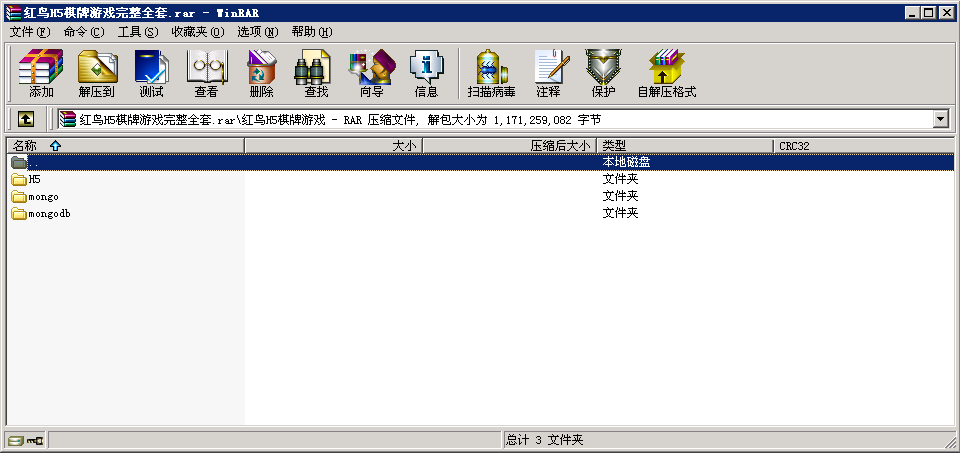 红鸟H5棋牌游戏完整全套.rar - WinRAR
文件(F) 命令(C) 工具(S) 收藏夹(O) 选项(N) 帮助(H)
添加 解压到 测试 查看 删除 查找 向导 信息 扫描病毒 注释 保护 自解压格式
红鸟H5棋牌游戏完整全套.rar\红鸟H5棋牌游戏 - RAR 压缩文件, 解包大小为 1,171,259,082 字节
名称 大小 压缩后大小 类型 CRC32
.. 本地磁盘
H5 文件夹
mongo 文件夹
mongodb 文件夹
总计 3 文件夹